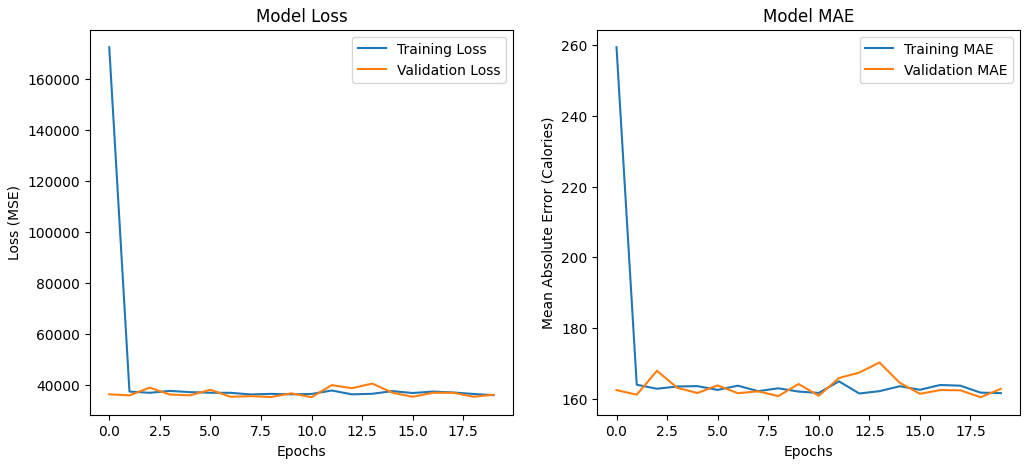 Model Loss
Training Loss
Validation Loss
160000
140000
120000
100000
80000
60000
40000
Loss (MSE)
0.0 2.5 5.0 7.5 10.0 12.5 15.0 17.5
Epochs
Model MAE
Training MAE
Validation MAE
260
240
220
200
180
160
Mean Absolute Error (Calories)
0.0 2.5 5.0 7.5 10.0 12.5 15.0 17.5
Epochs